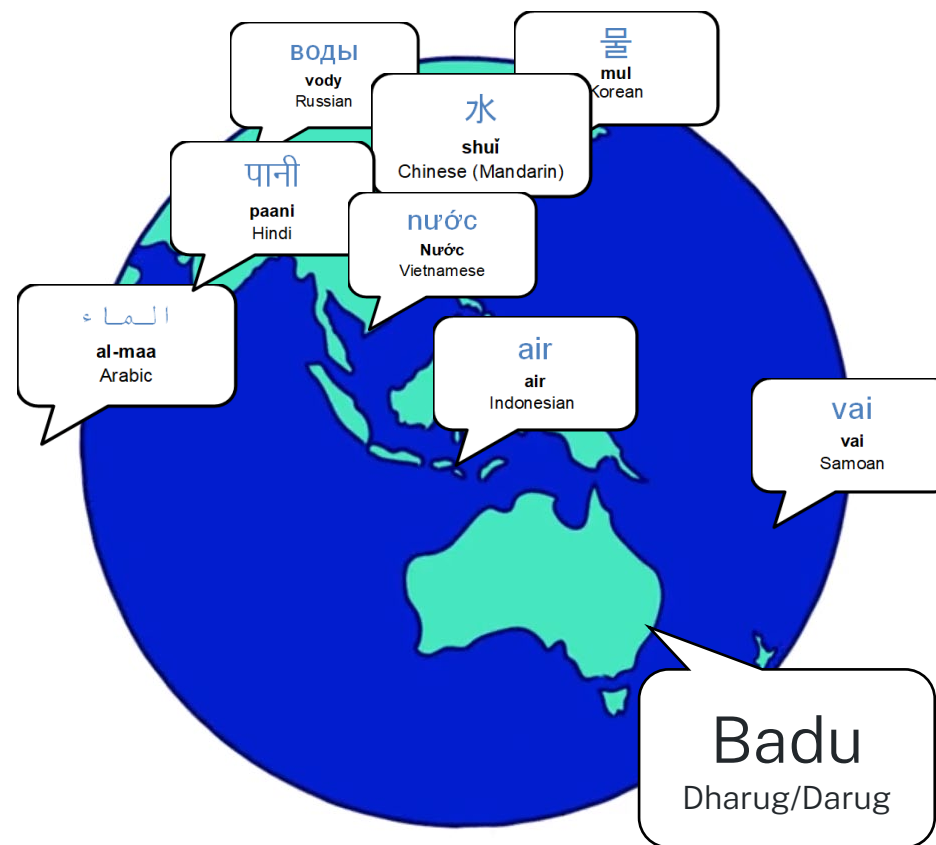 воды
vody
Russian
물
mul
Korean
水
shuǐ
Chinese (Mandarin)
पानी
paani
Hindi
nước
Nước
Vietnamese
الماء
al-maa
Arabic
air
air
Indonesian
vai
vai
Samoan
Badu
Dharug/Darug